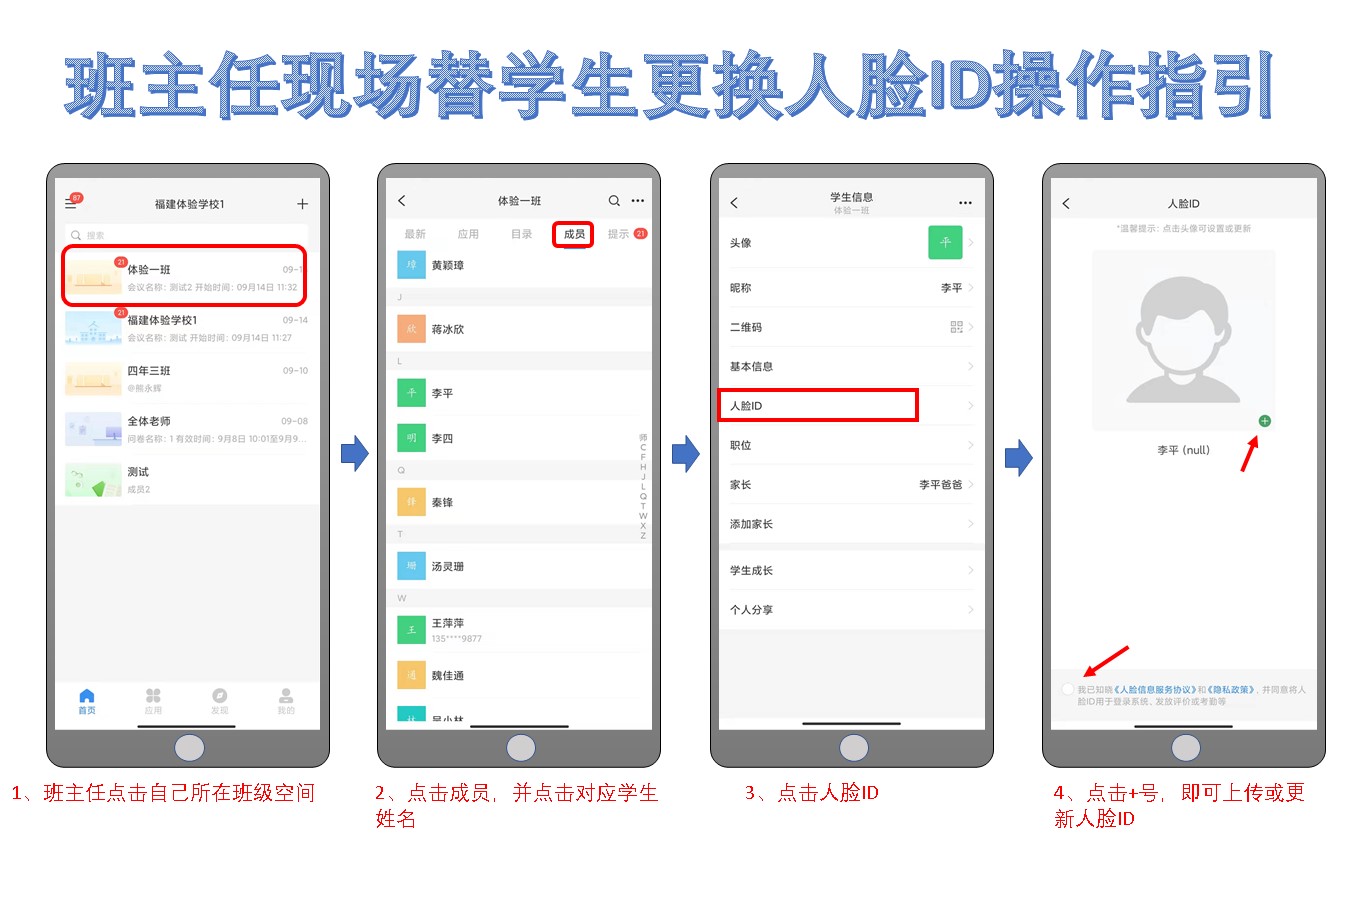 班主任现场替学生更换人脸ID操作指引
87
福建体验学校1
搜索
21
体验一班
09-1
会议名称：测试2 开始时间：09月14日 11:32
21
福建体验学校1
09-14
会议名称：测试 开始时间：09月14日 11:27
四年三班
09-10
@熊永辉
全体老师
09-08
问卷名称：1 有效时间：9月8日 10:01至9月9...
测试
成员2
首页
应用
发现
我的
1、班主任点击自己所在班级空间
体验一班
最新
应用
目录
成员
提示
21
璋
黄颖璋
J
欣
蒋冰欣
L
平
李平
明
李四
Q
秦锋
T
珊
汤灵珊
W
王
王萍萍
135****9877
通
魏佳通
师
C
F
H
J
L
Q
T
W
X
Z
2、点击成员，并点击对应学生
姓名
学生信息
体验一班
头像
平
昵称
李平
二维码
基本信息
人脸ID
职位
家长
李平爸爸
添加家长
学生成长
个人分享
3、点击人脸ID
人脸ID
*温馨提示：点击头像可设置或更新
李平 (null)
我已知晓《人脸信息服务协议》和《隐私政策》，并同意将人
脸ID用于登录系统、发放评价或考勤等
4、点击+号，即可上传或更
新人脸ID